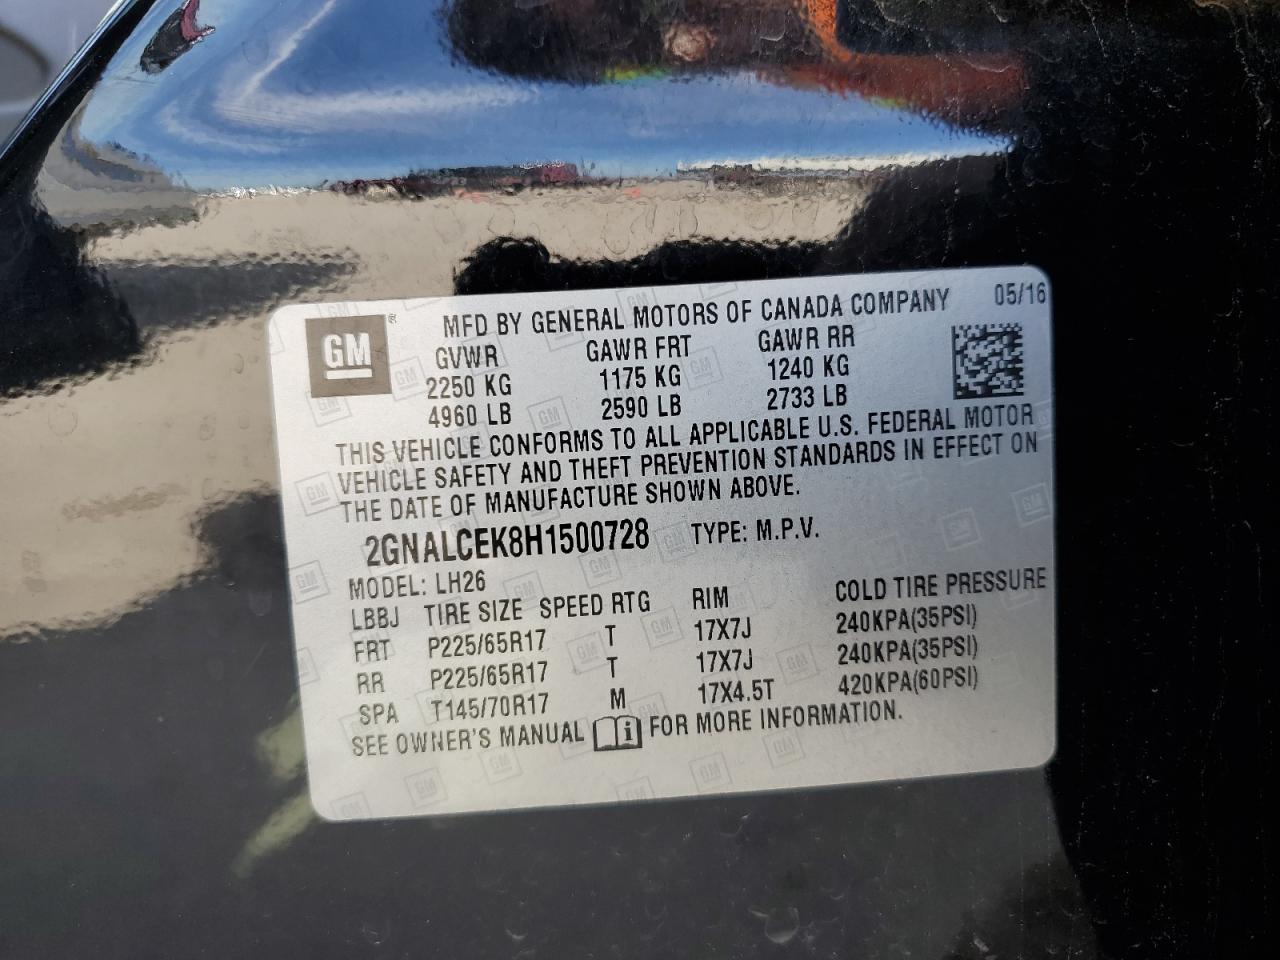 GM® MFD BY GENERAL MOTORS OF CANADA COMPANY 05/16
GVWR GAWR FRT GAWR RR
2250 KG 1175 KG 1240 KG
4960 LB 2590 LB 2733 LB
THIS VEHICLE CONFORMS TO ALL APPLICABLE U.S. FEDERAL MOTOR
VEHICLE SAFETY AND THEFT PREVENTION STANDARDS IN EFFECT ON
THE DATE OF MANUFACTURE SHOWN ABOVE.
2GNALCEK8H1500728 TYPE: M.P.V.
MODEL: LH26
LBBJ TIRE SIZE SPEED RTG RIM COLD TIRE PRESSURE
FRT P225/65R17 T 17X7J 240KPA(35PSI)
RR P225/65R17 T 17X7J 240KPA(35PSI)
SPA T145/70R17 M 17X4.5T 420KPA(60PSI)
SEE OWNER'S MANUAL i FOR MORE INFORMATION.